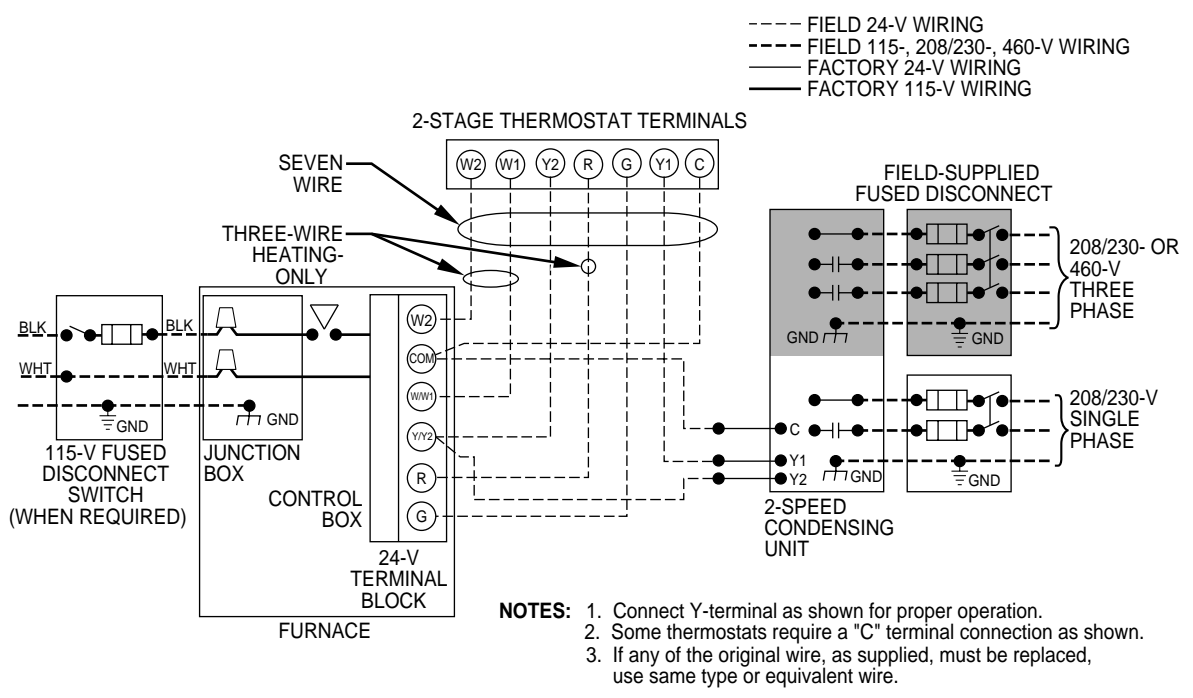 FIELD 24-V WIRING
FIELD 115-, 208/230-, 460-V WIRING
FACTORY 24-V WIRING
FACTORY 115-V WIRING
2-STAGE THERMOSTAT TERMINALS
W2 W1 Y2 R G Y1 C
SEVEN
WIRE
THREE-WIRE
HEATING-
ONLY
FIELD-SUPPLIED
FUSED DISCONNECT
208/230- OR
460-V
THREE
PHASE
GND
GND
BLK
BLK
WHT
WHT
GND
GND
115-V FUSED
DISCONNECT
SWITCH
(WHEN REQUIRED)
JUNCTION
BOX
CONTROL
BOX
W2
COM
W/W1
Y/Y2
R
G
24-V
TERMINAL
BLOCK
FURNACE
C
Y1
Y2
GND
GND
208/230-V
SINGLE
PHASE
2-SPEED
CONDENSING
UNIT
NOTES: 1. Connect Y-terminal as shown for proper operation.
2. Some thermostats require a "C" terminal connection as shown.
3. If any of the original wire, as supplied, must be replaced,
use same type or equivalent wire.